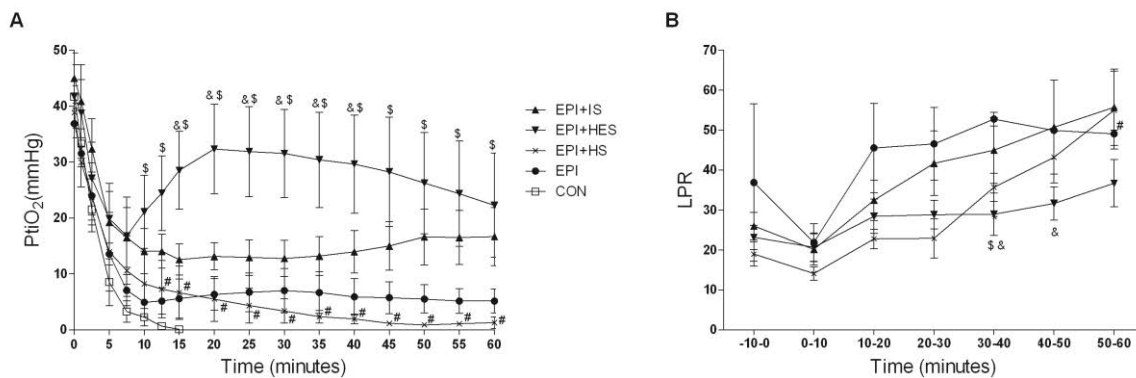 A
PtiO2(mmHg)
50
40
30
20
10
0
& $ & $ & $ & $ & $ $
&$ $
$ $
$ $
# # # # # # # # # # # #
0 5 10 15 20 25 30 35 40 45 50 55 60
Time (minutes)
EPI+IS
EPI+HES
EPI+HS
EPI
CON
B
LPR
70
60
50
40
30
20
10
0
#
$ & &
-10-0 0-10 10-20 20-30 30-40 40-50 50-60
Time (minutes)